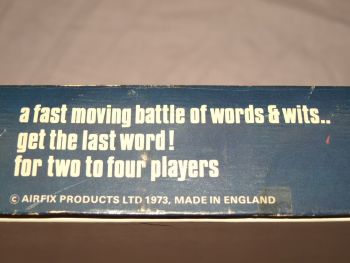 a fast moving battle of words & wits..
get the last word!
for two to four players
© AIRFIX PRODUCTS LTD 1973, MADE IN ENGLAND